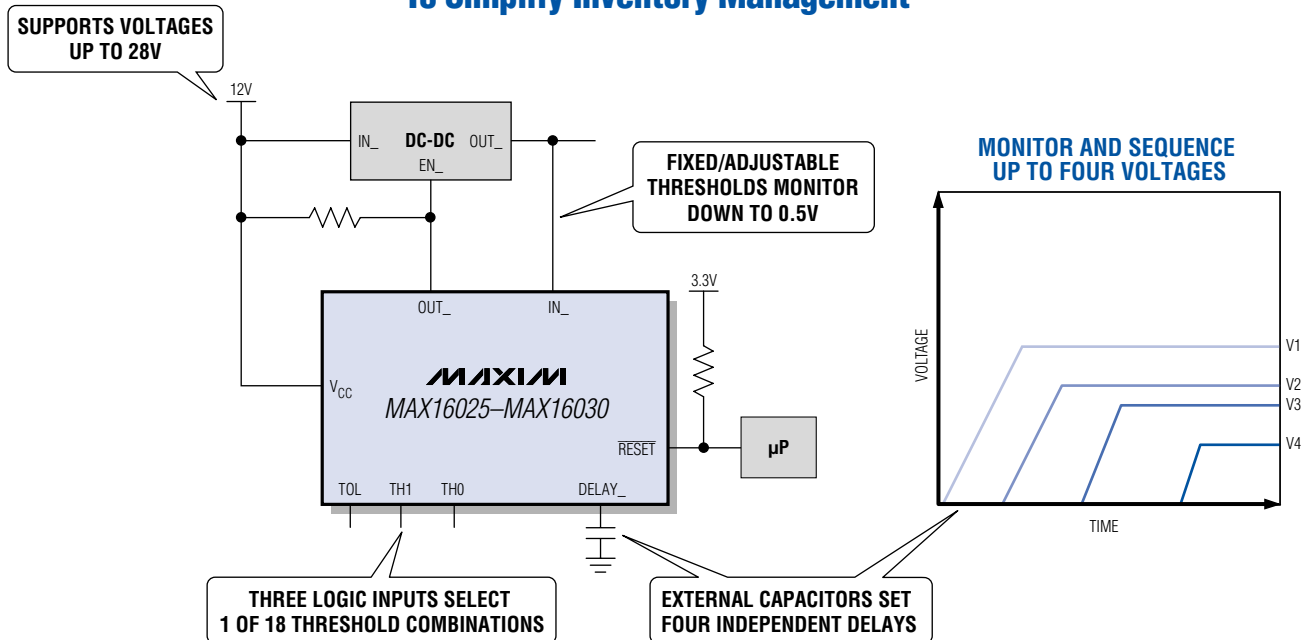 To Simplify Inventory Management
SUPPORTS VOLTAGES
UP TO 28V
12V
IN_
DC-DC
OUT_
EN_
FIXED/ADJUSTABLE
THRESHOLDS MONITOR
DOWN TO 0.5V
MONITOR AND SEQUENCE
UP TO FOUR VOLTAGES
OUT_
IN_
3.3V
VCC
MAXIM
MAX16025–MAX16030
RESET
µP
TOL
TH1
TH0
DELAY_
VOLTAGE
V1
V2
V3
V4
TIME
THREE LOGIC INPUTS SELECT
1 OF 18 THRESHOLD COMBINATIONS
EXTERNAL CAPACITORS SET
FOUR INDEPENDENT DELAYS